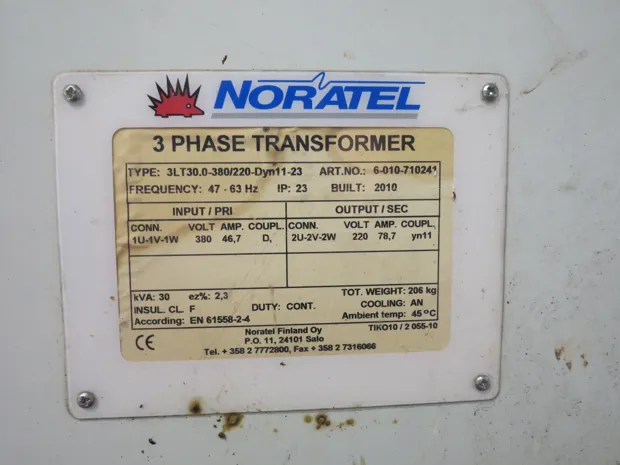 NORATEL
3 PHASE TRANSFORMER
TYPE: 3LT30.0-380/220-Dyn11-23 ART.NO.: 6-010-710241
FREQUENCY: 47 - 63 Hz IP: 23 BUILT: 2010
INPUT / PRI OUTPUT / SEC
CONN. VOLT AMP. COUPL. CONN. VOLT AMP. COUPL,
1U-1V-1W 380 46,7 D, 2U-2V-2W 220 78,7 yn11
kVA: 30 ez%: 2,3 TOT. WEIGHT: 206 kg
INSUL. CL. F DUTY: CONT. COOLING: AN
According: EN 61558-2-4 Ambient temp: 45°C
Noratel Finland Oy TIKO10 / 2 055-10
CE P.O. 11, 24101 Salo
Tel. + 358 2 7772800, Fax + 358 2 7316066